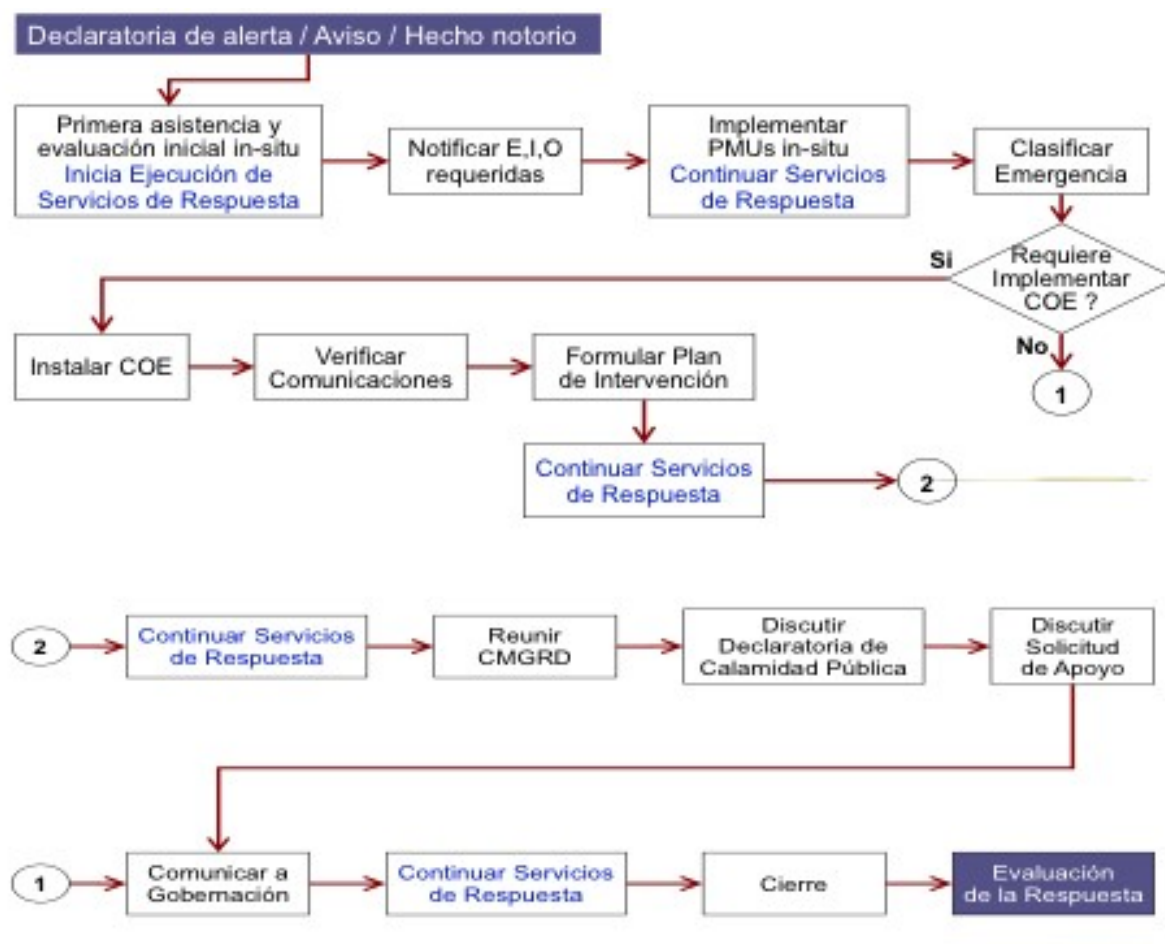 Declaratoria de alerta / Aviso / Hecho notorio
Primera asistencia y
evaluación inicial in-situ
Inicia Ejecución de
Servicios de Respuesta
Notificar E,I,O
requeridas
Implementar
PMUs in-situ
Continuar Servicios
de Respuesta
Clasificar
Emergencia
Si
Requiere
Implementar
COE ?
No
1
Instalar COE
Verificar
Comunicaciones
Formular Plan
de Intervención
Continuar Servicios
de Respuesta
2
2
Continuar Servicios
de Respuesta
Reunir
CMGRD
Discutir
Declaratoria de
Calamidad Pública
Discutir
Solicitud
de Apoyo
1
Comunicar a
Gobernación
Continuar Servicios
de Respuesta
Cierre
Evaluación
de la Respuesta